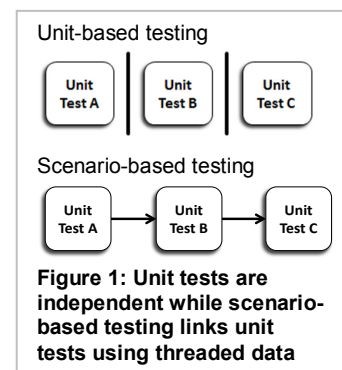 Unit-based testing
Unit Unit Unit
Test A Test B Test C
Scenario-based testing
Unit Unit Unit
Test A Test B Test C
Figure 1: Unit tests are
independent while scenario-
based testing links unit
tests using threaded data